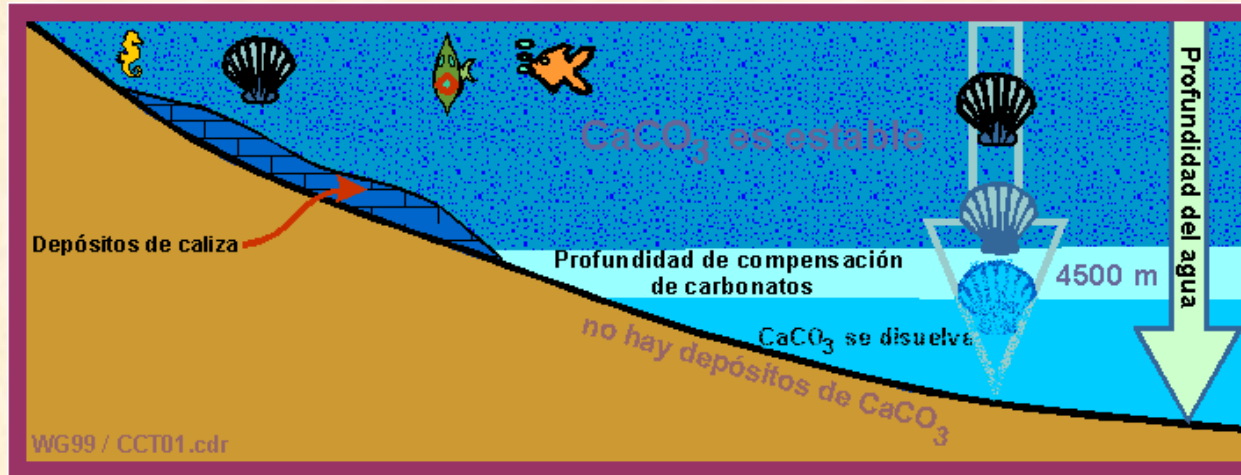 CaCO₃ es estable
Profundidad del agua
Depósitos de caliza
Profundidad de compensación
de carbonatos
4500 m
CaCO₃ se disuelva
no hay depósitos de CaCO₃
WG99 / CCT01.cdr